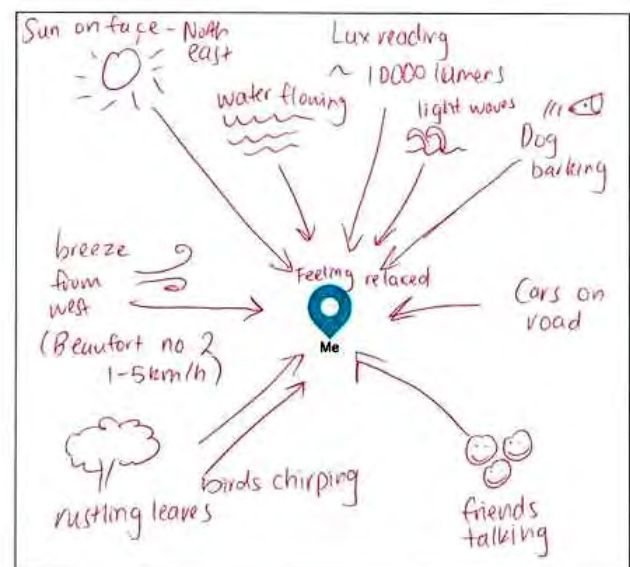 Sun on face - North
east
Lux reading
~ 10000 lumers
water flowing
light waves
Dog
barking
breeze
from
west
(Beaufort no 2
1-5km/h)
Feeling relaxed
Me
Cars on
road
rustling leaves
birds chirping
friends
talking